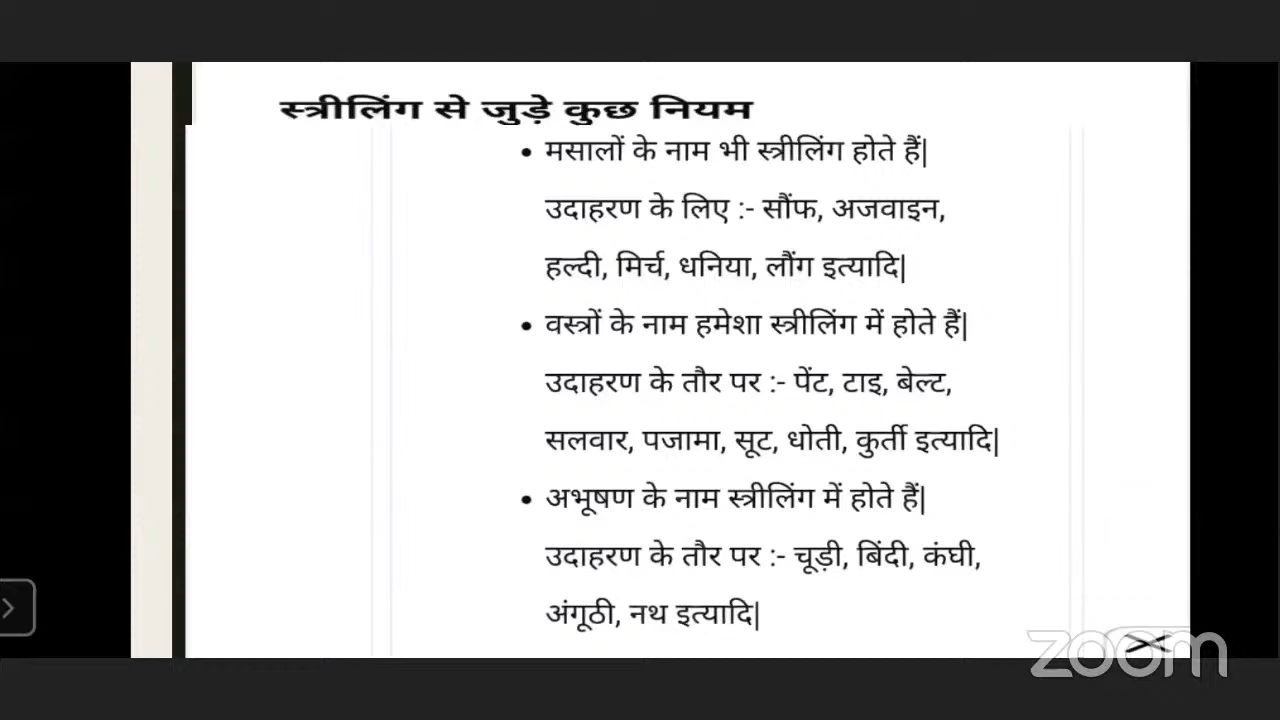 स्त्रीलिंग से जुड़े कुछ नियम
• मसालों के नाम भी स्त्रीलिंग होते हैं|
उदाहरण के लिए :- सौंफ, अजवाइन,
हल्दी, मिर्च, धनिया, लौंग इत्यादि|
• वस्त्रों के नाम हमेशा स्त्रीलिंग में होते हैं|
उदाहरण के तौर पर :- पेंट, टाइ, बेल्ट,
सलवार, पजामा, सूट, धोती, कुर्ती इत्यादि|
• अभूषण के नाम स्त्रीलिंग में होते हैं|
उदाहरण के तौर पर :- चूड़ी, बिंदी, कंघी,
अंगूठी, नथ इत्यादि|
zoom